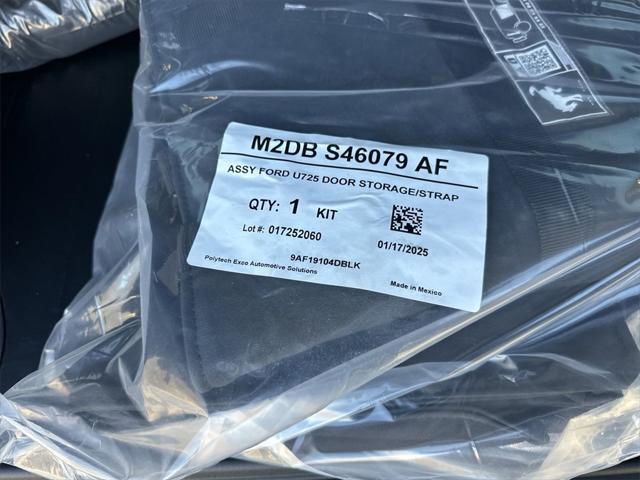 M2DB S46079 AF
ASSY FORD U725 DOOR STORAGE/STRAP
QTY: 1 KIT
Lot #: 017252060
01/17/2025
9AF19104DBLK
Polytech Exco Automotive Solutions
Made in Mexico